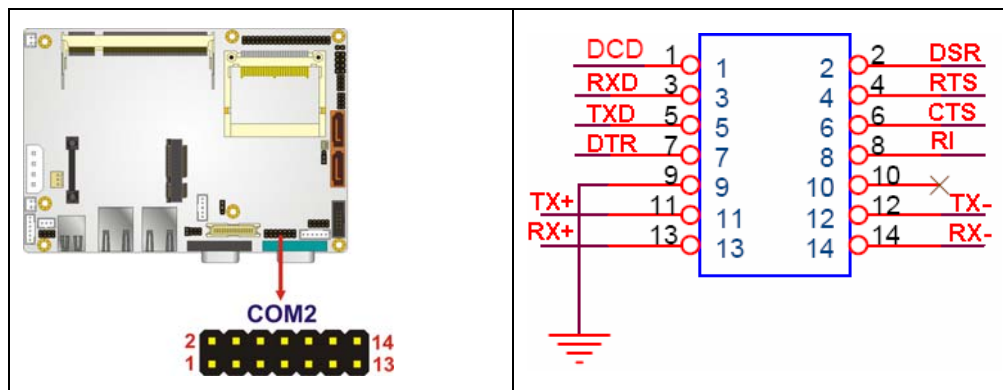 COM2
2 14
1 13
DCD 1 1 2 2 DSR
RXD 3 3 4 4 RTS
TXD 5 5 6 6 CTS
DTR 7 7 8 8 RI
9 9 10 10
TX+ 11 11 12 12 TX-
RX+ 13 13 14 14 RX-